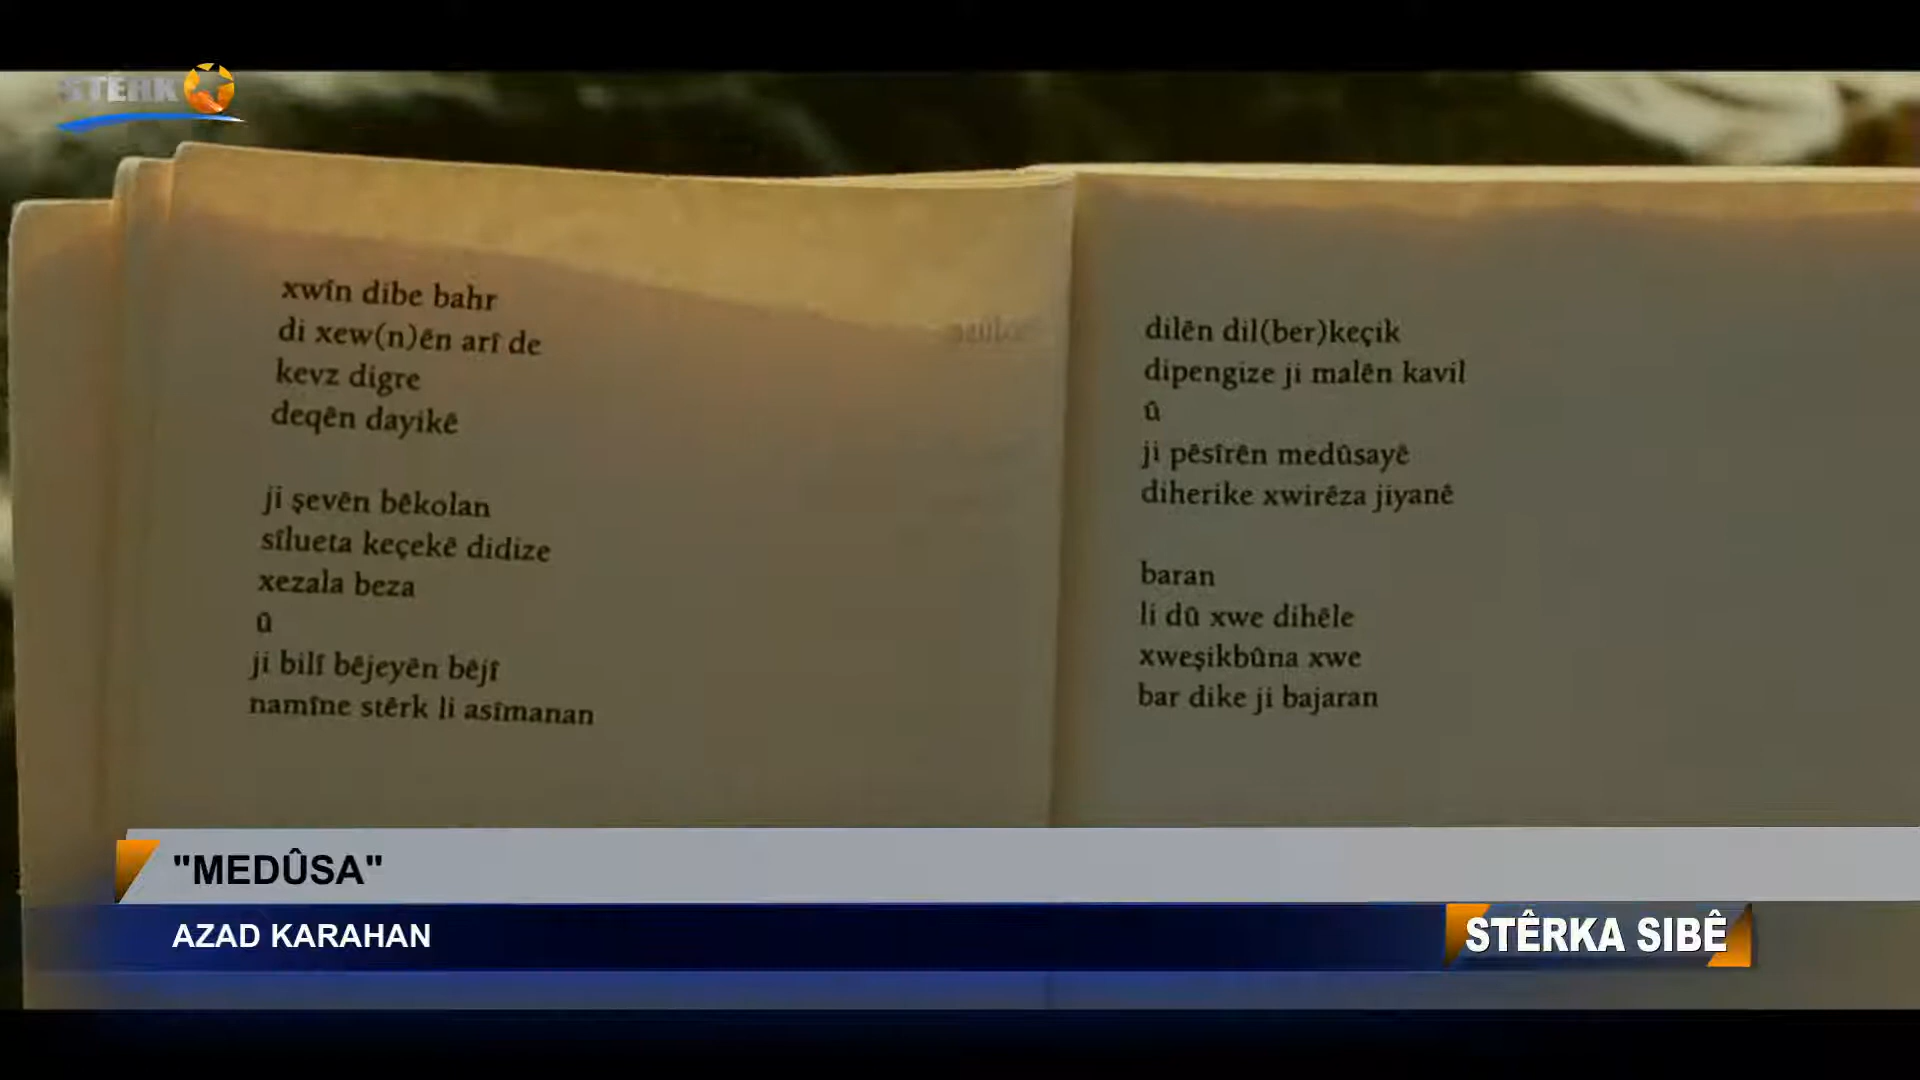 STERK
xwîn dibe bahr
di xew(n)ên arî de
kevz digre
deqên dayikê
ji şevên bêkolan
sîlueta keçekê didize
xezala beza
û
ji bilî bêjeyên bêjî
namîne stêrk li asîmanan
dilên dil(ber)keçik
dipengize ji malên kavil
û
ji pêsîrên medûsayê
diherike xwirêza jiyanê
baran
li dû xwe dihêle
xweşikbûna xwe
bar dike ji bajaran
"MEDÛSA"
AZAD KARAHAN
STÊRKA SIBÊ